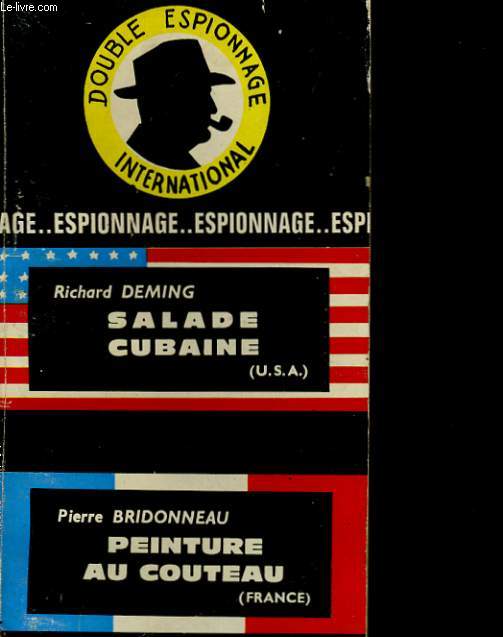 Le-livre.com
DOUBLE ESPIONNAGE
INTERNATIONAL
AGE..ESPIONNAGE..ESPIONNAGE..ESPI
Richard DEMING
SALADE
CUBAINE
(U.S.A.)
Pierre BRIDONNEAU
PEINTURE
AU COUTEAU
(FRANCE)